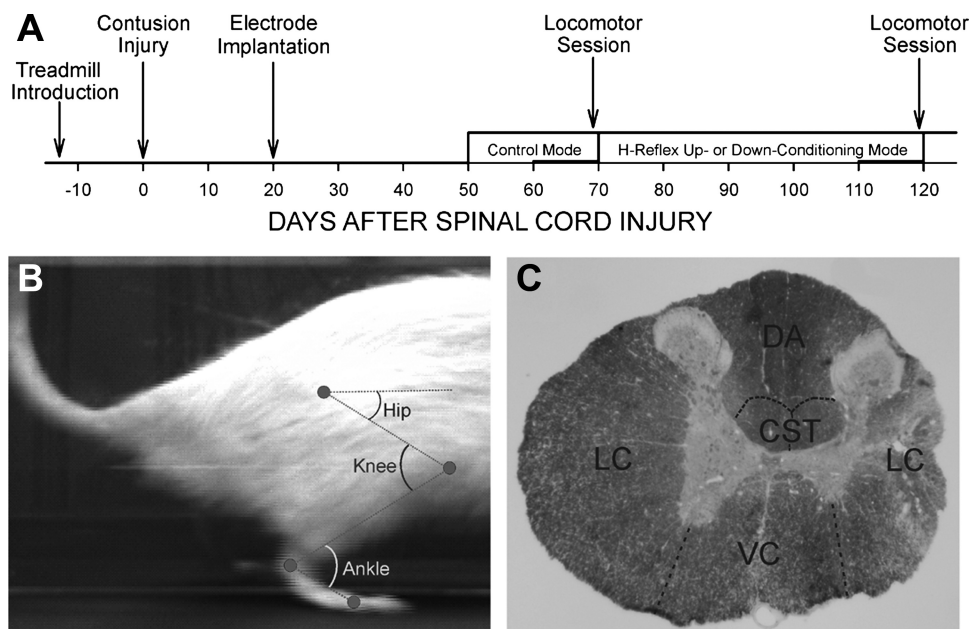 A
Treadmill
Introduction
Contusion
Injury
Electrode
Implantation
Locomotor
Session
Locomotor
Session
Control Mode
H-Reflex Up- or Down-Conditioning Mode
-10 0 10 20 30 40 50 60 70 80 90 100 110 120
DAYS AFTER SPINAL CORD INJURY
B
Hip
Knee
Ankle
C
DA
CST
LC
LC
VC